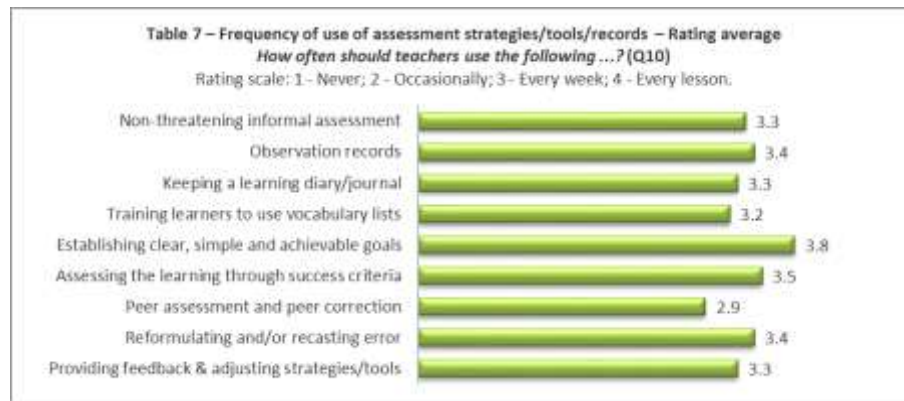 Table 7 – Frequency of use of assessment strategies/tools/records – Rating average
How often should teachers use the following ...? (Q10)
Rating scale: 1 - Never; 2 - Occasionally; 3 - Every week; 4 - Every lesson.
Non-threatening informal assessment 3.3
Observation records 3.4
Keeping a learning diary/journal 3.3
Training learners to use vocabulary lists 3.2
Establishing clear, simple and achievable goals 3.8
Assessing the learning through success criteria 3.5
Peer assessment and peer correction 2.9
Reformulating and/or recasting error 3.4
Providing feedback & adjusting strategies/tools 3.3